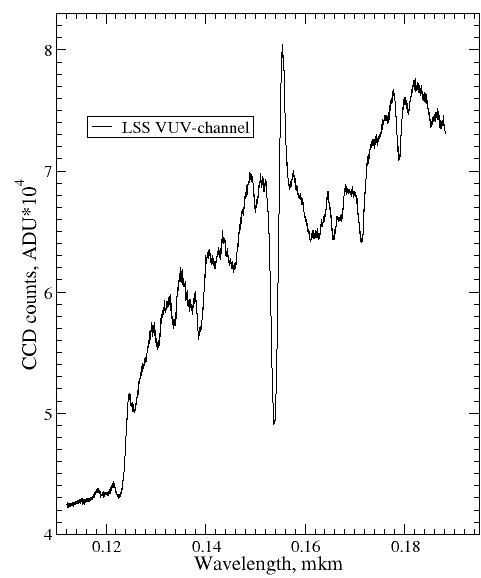 8
LSS VUV-channel
7
6
5
4
CCD counts, ADU*10^4
0.12 0.14 0.16 0.18
Wavelength, mkm